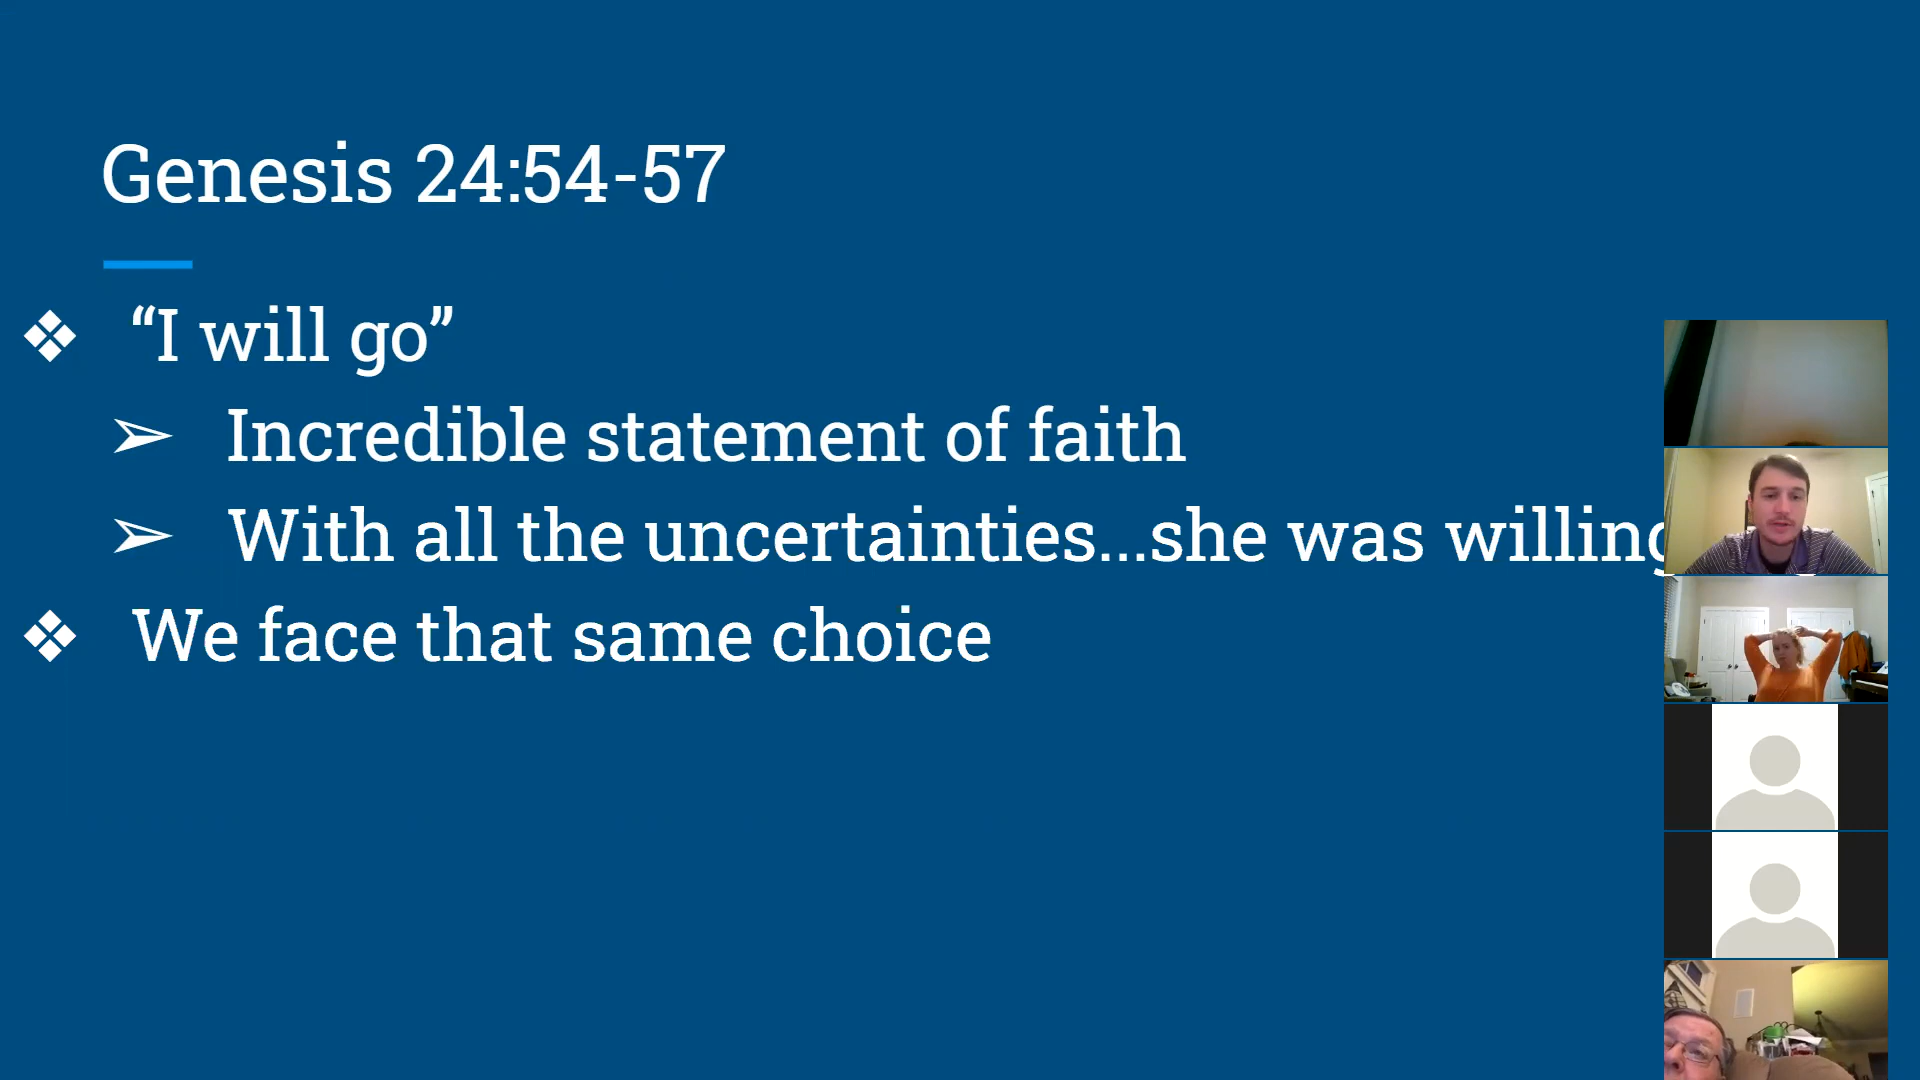 Genesis 24:54-57
❖ “I will go”
➢ Incredible statement of faith
➢ With all the uncertainties...she was willing
❖ We face that same choice